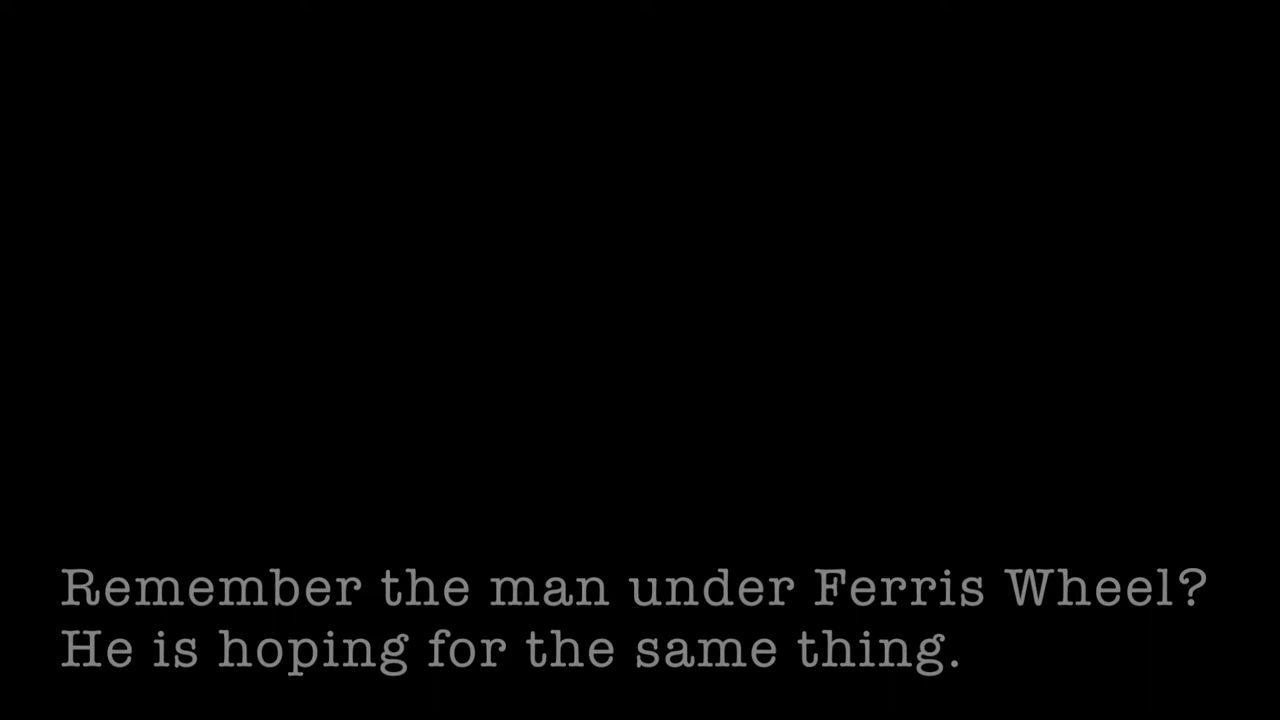 Remember the man under Ferris Wheel?
He is hoping for the same thing.